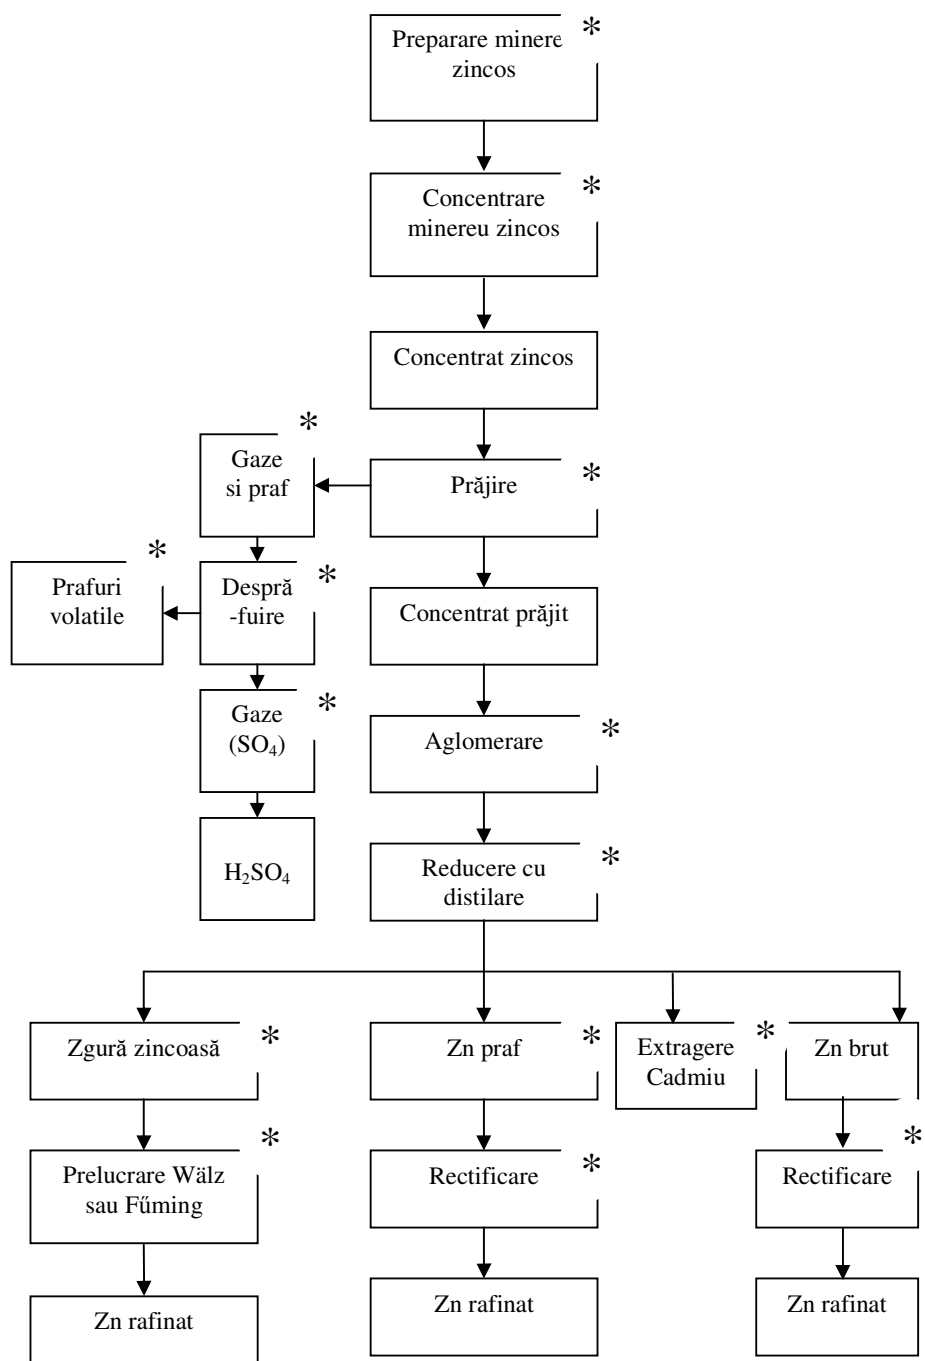 Preparare minere *
zincos
Concentrare *
minereu zincos
Concentrat zincos
*
Gaze
si praf
Prăjire *
*
Prafuri
volatile
Despră *
-fuire
Concentrat prăjit
Gaze *
(SO₄)
Aglomerare *
H₂SO₄
Reducere cu *
distilare
Zgură zincoasă *
Zn praf *
Extragere *
Cadmiu
Zn brut
Prelucrare Wälz *
sau Fűming
Rectificare *
Rectificare *
Zn rafinat
Zn rafinat
Zn rafinat